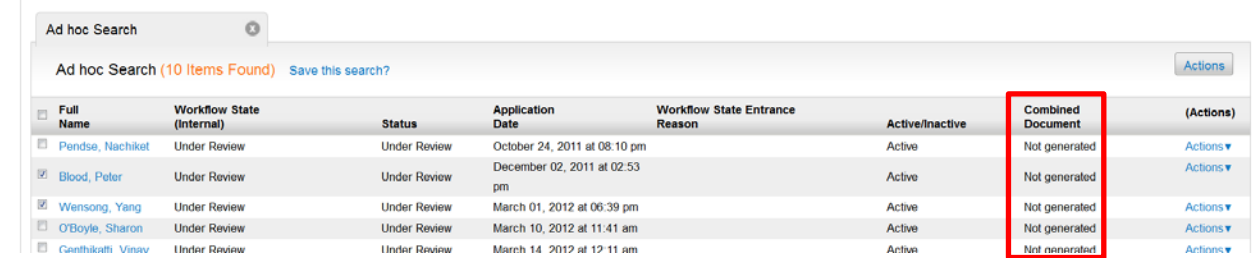 Ad hoc Search
Ad hoc Search (10 Items Found) Save this search? Actions
Full Name Workflow State (Internal) Status Application Date Workflow State Entrance Reason Active/Inactive Combined Document (Actions)
Pendse, Nachiket Under Review Under Review October 24, 2011 at 08:10 pm Active Not generated Actions▼
Blood, Peter Under Review Under Review December 02, 2011 at 02:53 pm Active Not generated Actions▼
Wensong, Yang Under Review Under Review March 01, 2012 at 06:39 pm Active Not generated Actions▼
O'Boyle, Sharon Under Review Under Review March 10, 2012 at 11:41 am Active Not generated Actions▼
Genthikatti, Vinay Under Review Under Review March 14, 2012 at 12:11 am Active Not generated Actions▼